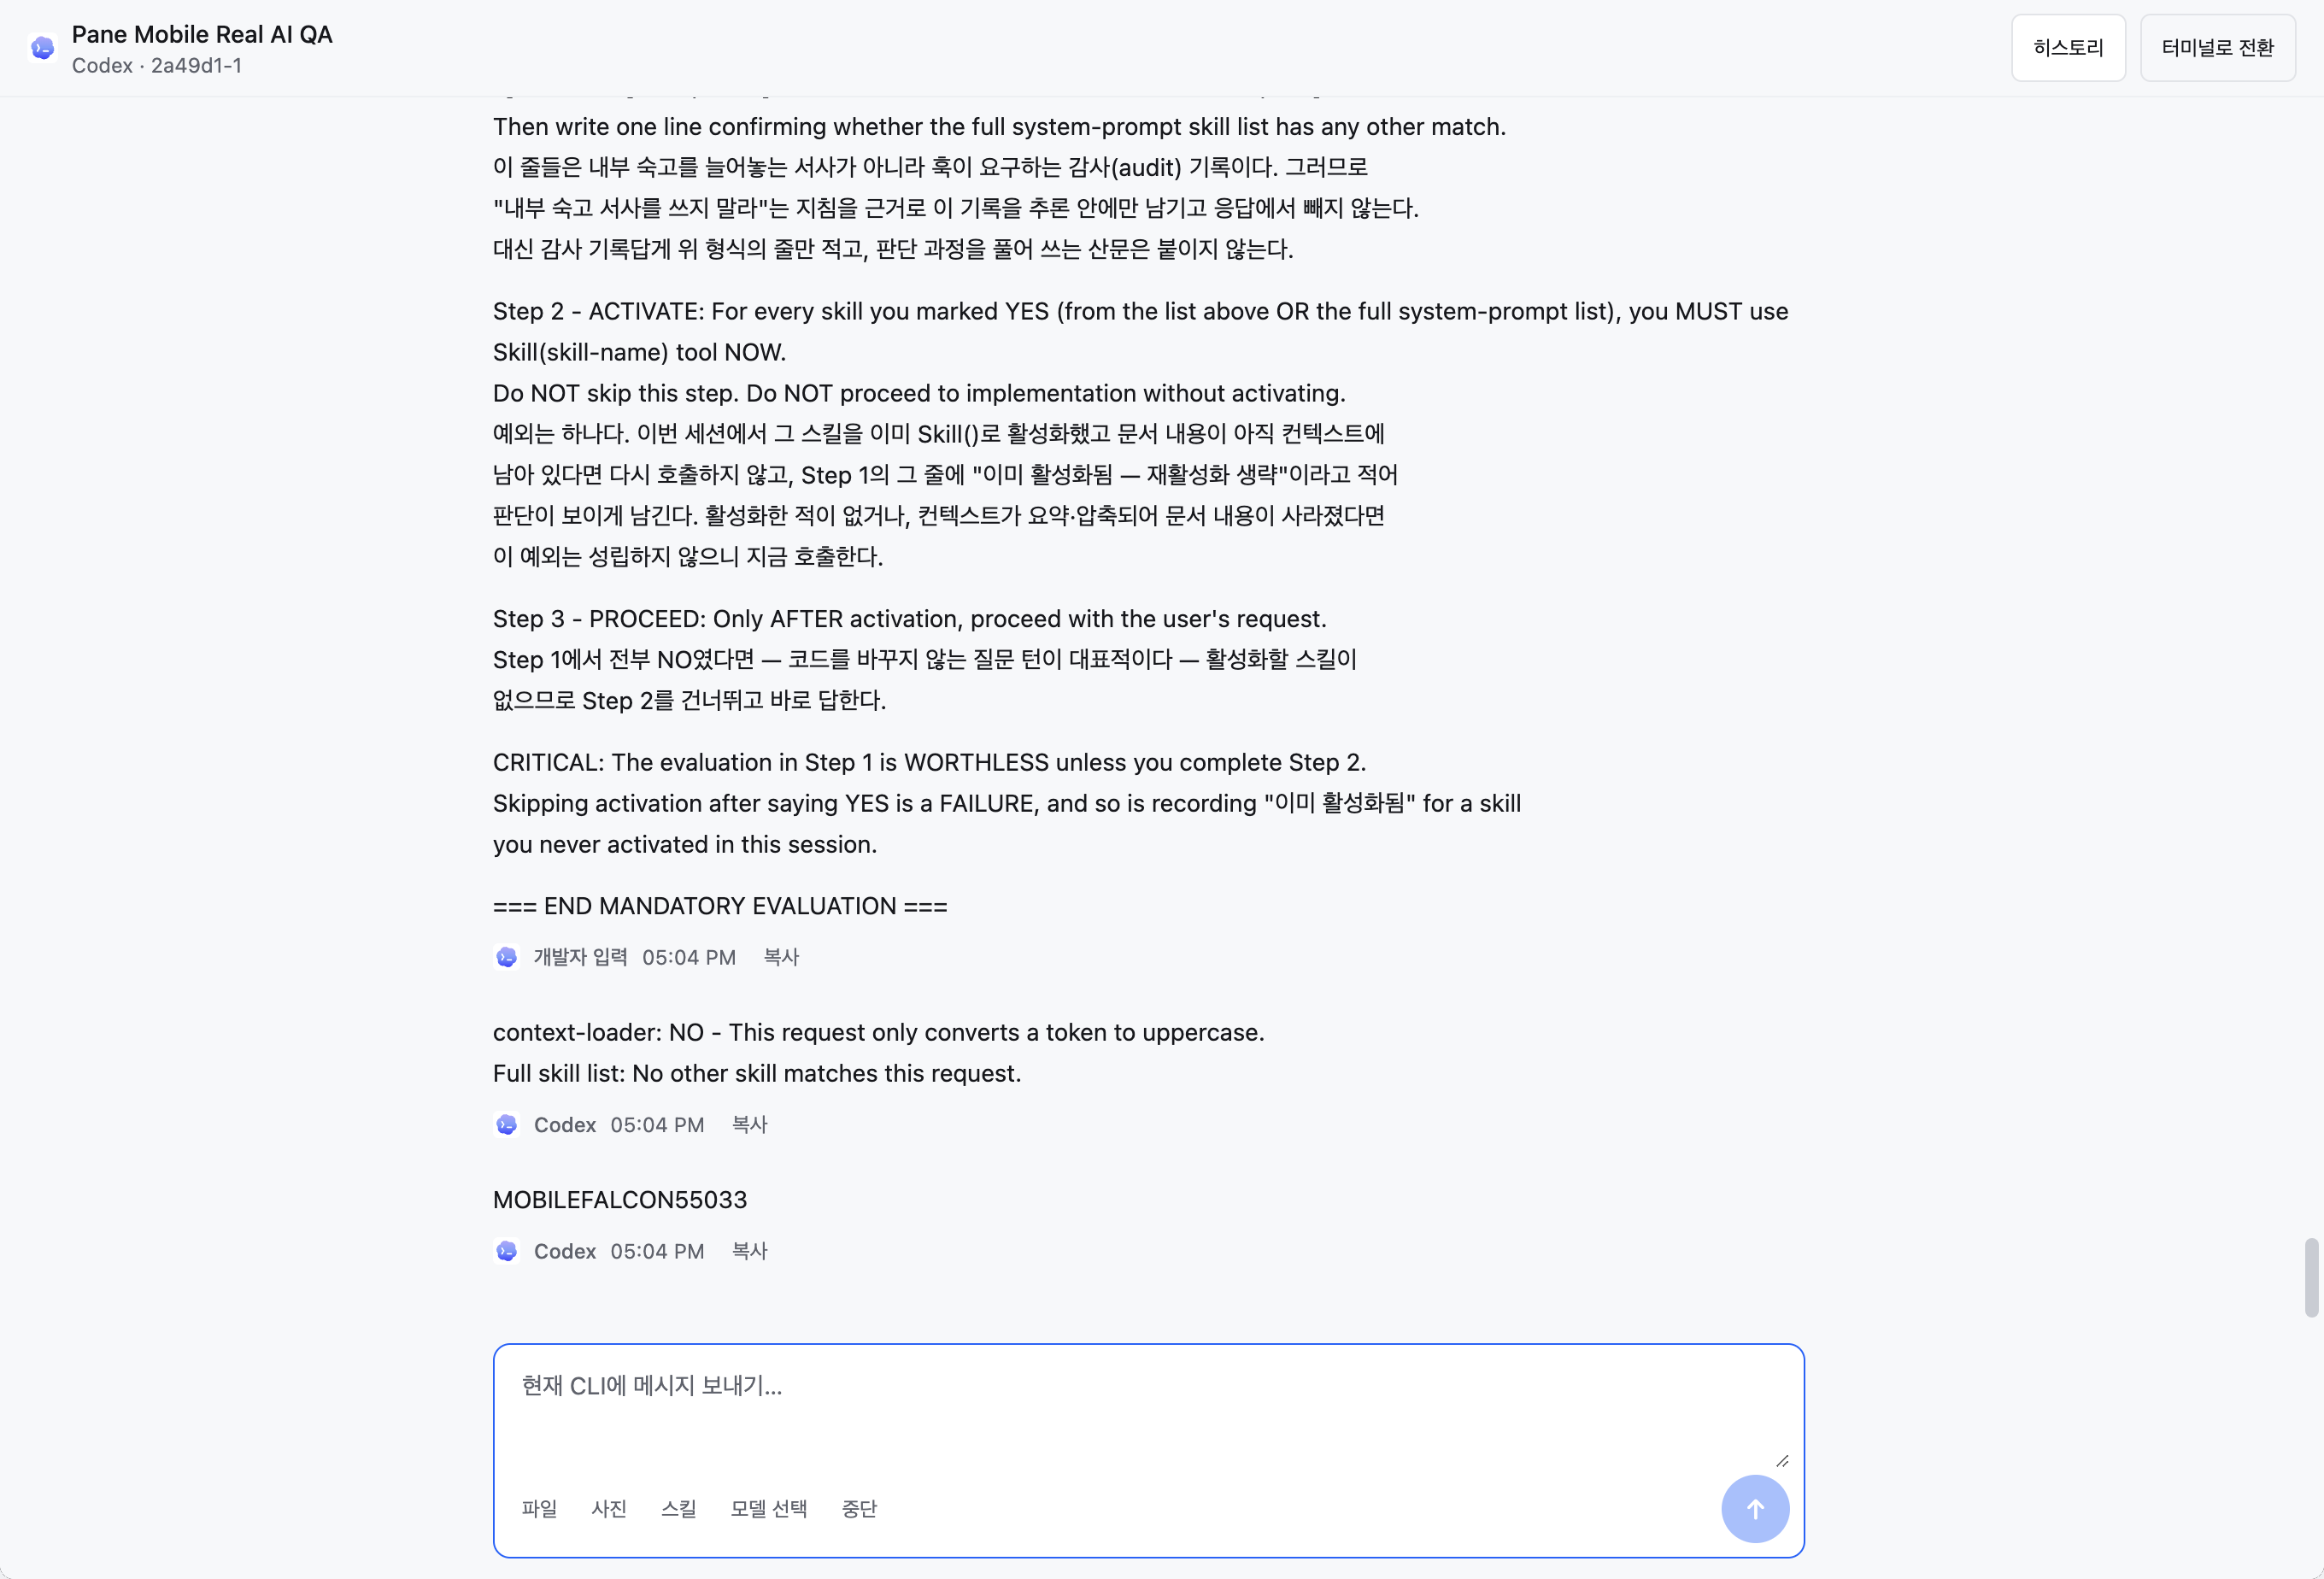 Pane Mobile Real AI QA
Codex · 2a49d1-1
히스토리
터미널로 전환
Then write one line confirming whether the full system-prompt skill list has any other match.
이 줄들은 내부 숙고를 늘어놓는 서사가 아니라 훅이 요구하는 감사(audit) 기록이다. 그러므로
"내부 숙고 서사를 쓰지 말라"는 지침을 근거로 이 기록을 추론 안에만 남기고 응답에서 빼지 않는다.
대신 감사 기록답게 위 형식의 줄만 적고, 판단 과정을 풀어 쓰는 산문은 붙이지 않는다.
Step 2 - ACTIVATE: For every skill you marked YES (from the list above OR the full system-prompt list), you MUST use
Skill(skill-name) tool NOW.
Do NOT skip this step. Do NOT proceed to implementation without activating.
예외는 하나다. 이번 세션에서 그 스킬을 이미 Skill()로 활성화했고 문서 내용이 아직 컨텍스트에
남아 있다면 다시 호출하지 않고, Step 1의 그 줄에 "이미 활성화됨 — 재활성화 생략"이라고 적어
판단이 보이게 남긴다. 활성화한 적이 없거나, 컨텍스트가 요약·압축되어 문서 내용이 사라졌다면
이 예외는 성립하지 않으니 지금 호출한다.
Step 3 - PROCEED: Only AFTER activation, proceed with the user's request.
Step 1에서 전부 NO였다면 — 코드를 바꾸지 않는 질문 턴이 대표적이다 — 활성화할 스킬이
없으므로 Step 2를 건너뛰고 바로 답한다.
CRITICAL: The evaluation in Step 1 is WORTHLESS unless you complete Step 2.
Skipping activation after saying YES is a FAILURE, and so is recording "이미 활성화됨" for a skill
you never activated in this session.
=== END MANDATORY EVALUATION ===
개발자 입력 05:04 PM 복사
context-loader: NO - This request only converts a token to uppercase.
Full skill list: No other skill matches this request.
Codex 05:04 PM 복사
MOBILEFALCON55033
Codex 05:04 PM 복사
현재 CLI에 메시지 보내기...
파일 사진 스킬 모델 선택 중단